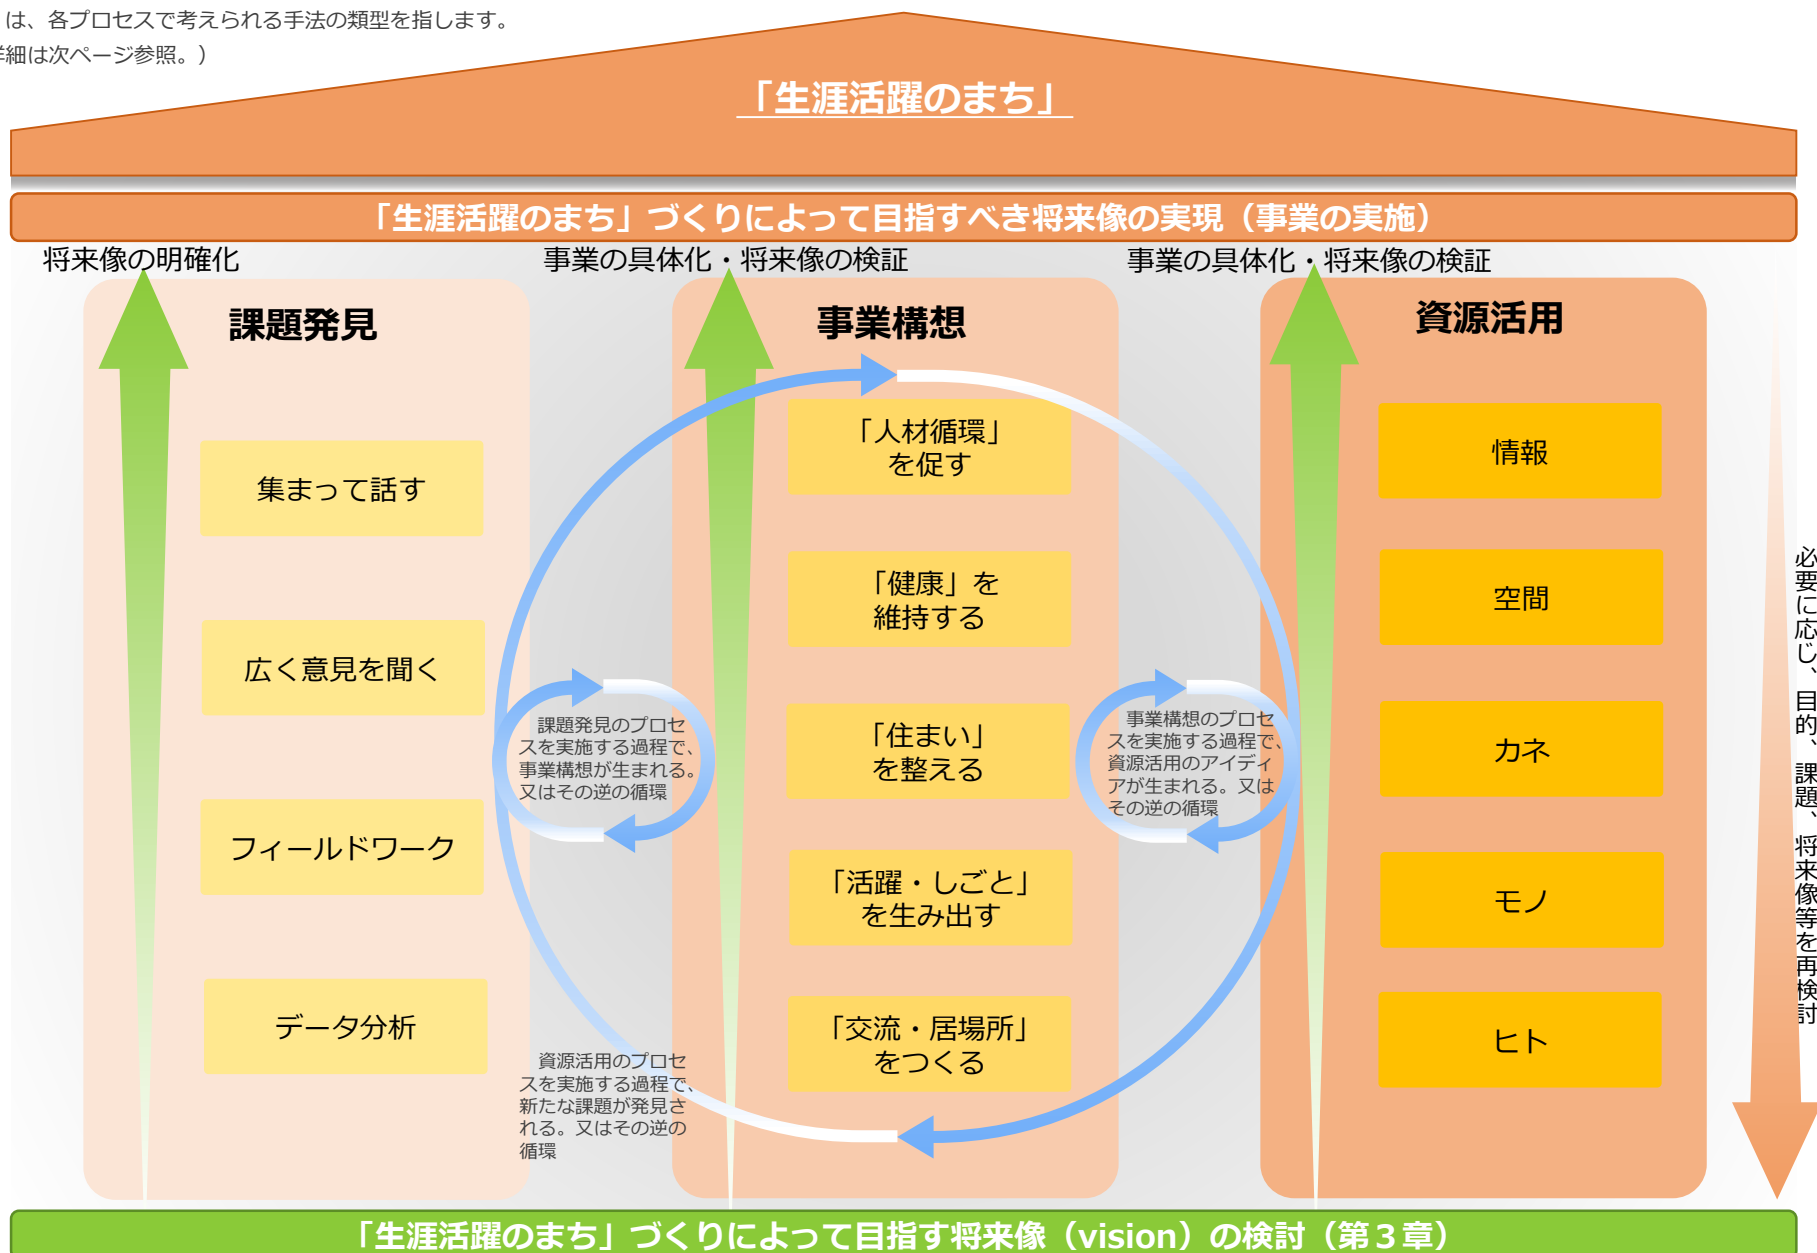 は、各プロセスで考えられる手法の類型を指します。
細は次ページ参照。）
「生涯活躍のまち」
「生涯活躍のまち」づくりによって目指すべき将来像の実現（事業の実施）
将来像の明確化
事業の具体化・将来像の検証
事業の具体化・将来像の検証
課題発見
集まって話す
広く意見を聞く
フィールドワーク
データ分析
事業構想
「人材循環」
を促す
「健康」を
維持する
「住まい」
を整える
「活躍・しごと」
を生み出す
「交流・居場所」
をつくる
資源活用
情報
空間
カネ
モノ
ヒト
課題発見のプロセ
スを実施する過程で、
事業構想が生まれる。
又はその逆の循環
事業構想のプロセ
スを実施する過程で、
資源活用のアイディ
アが生まれる。又は
その逆の循環
資源活用のプロセ
スを実施する過程で、
新たな課題が発見さ
れる。又はその逆の
循環
必要に応じ、目的、課題、将来像等を再検討
「生涯活躍のまち」づくりによって目指す将来像（vision）の検討（第３章）